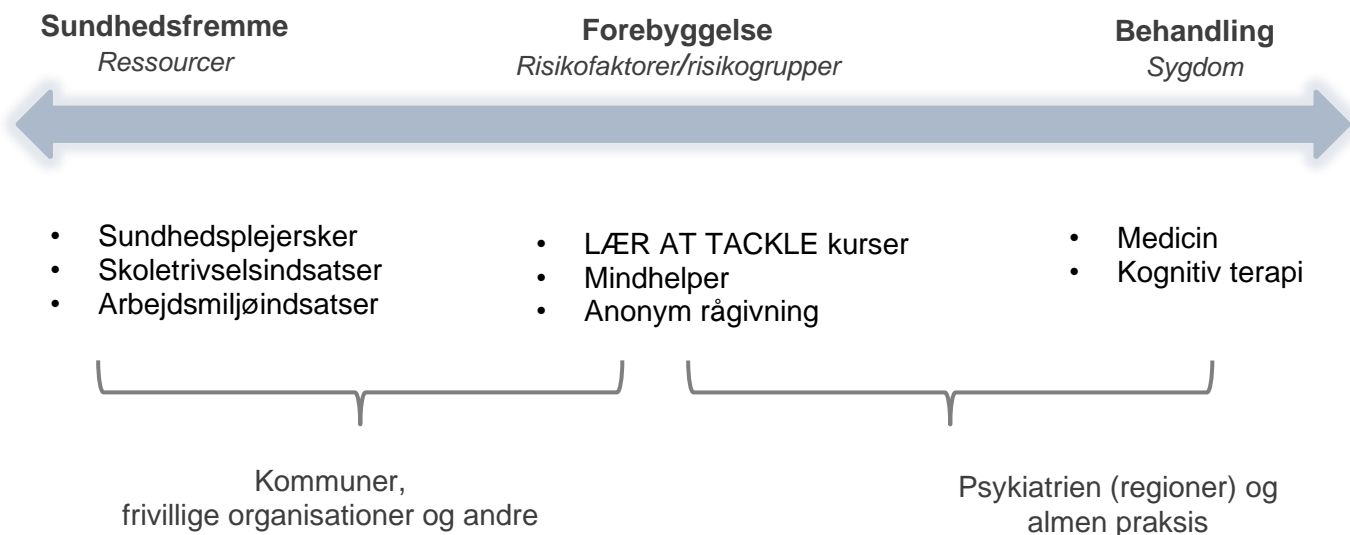 Sundhedsfremme
Ressourcer
Forebyggelse
Risikofaktorer/risikogrupper
Behandling
Sygdom
• Sundhedsplejersker
• Skoletrivselsindsatser
• Arbejdsmiljøindsatser
• LÆR AT TACKLE kurser
• Mindhelper
• Anonym rågivning
• Medicin
• Kognitiv terapi
Kommuner,
frivillige organisationer og andre
Psykiatrien (regioner) og
almen praksis